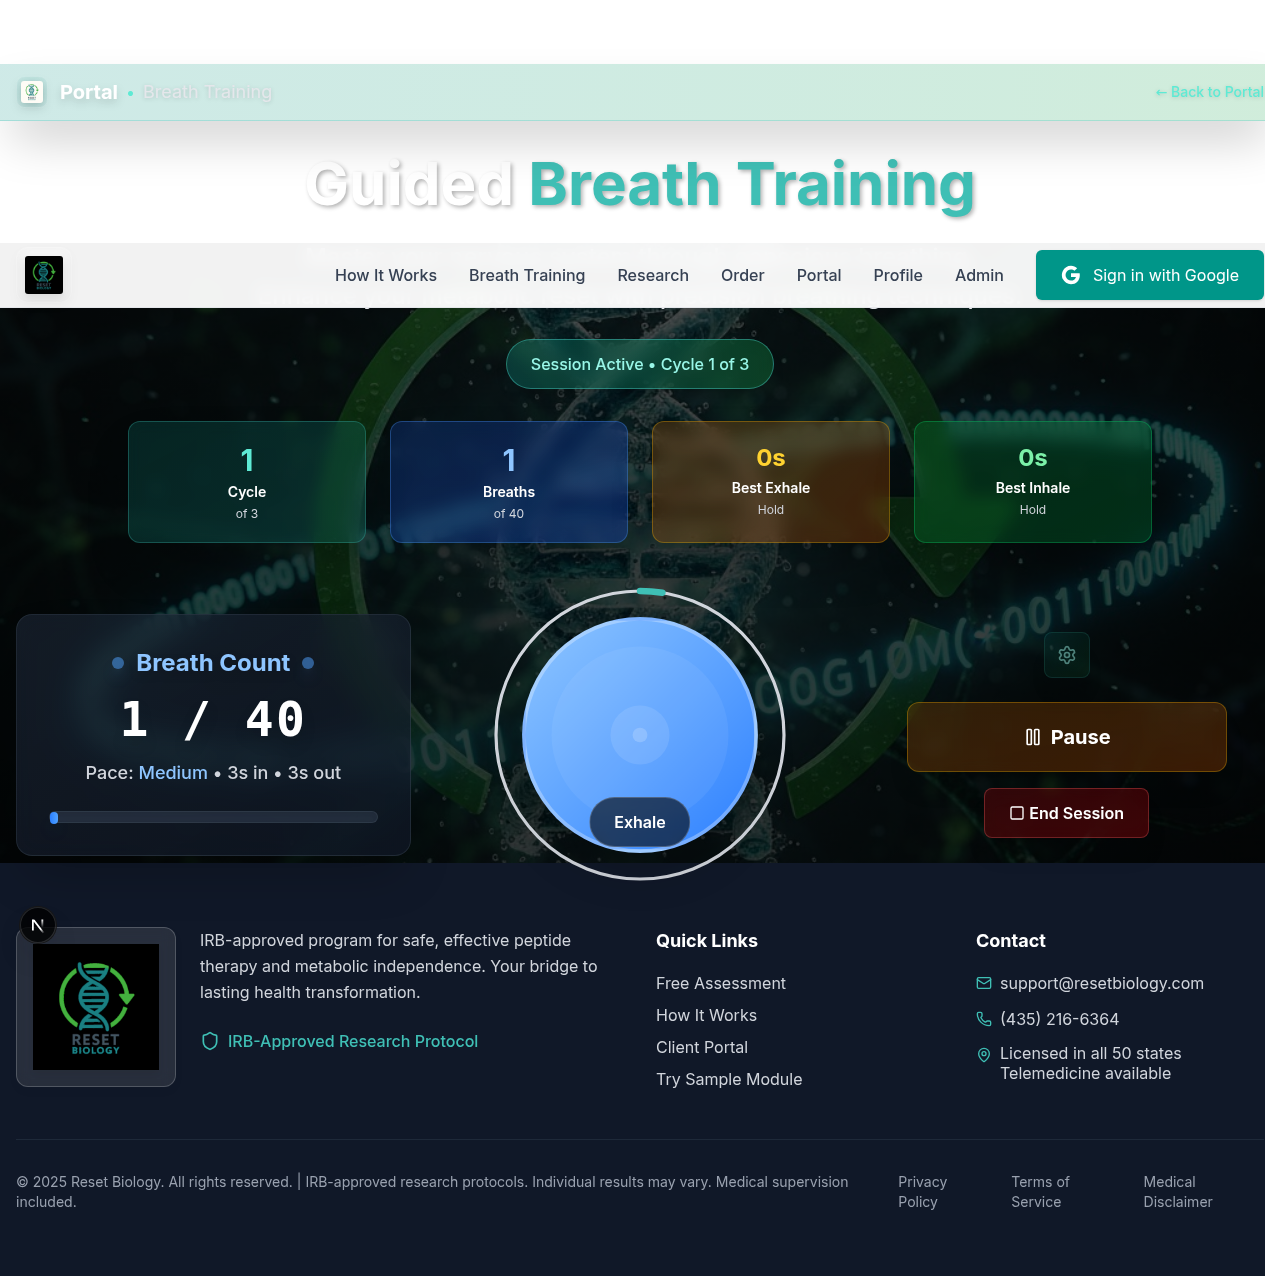 Portal • Breath Training
← Back to Portal
Guided Breath Training
How It Works
Breath Training
Research
Order
Portal
Profile
Admin
Sign in with Google
Session Active • Cycle 1 of 3
1
Cycle
of 3
1
Breaths
of 40
0s
Best Exhale
Hold
0s
Best Inhale
Hold
Breath Count
1 / 40
Pace: Medium • 3s in • 3s out
Exhale
Pause
End Session
N
RESET
BIOLOGY
IRB-approved program for safe, effective peptide
therapy and metabolic independence. Your bridge to
lasting health transformation.
IRB-Approved Research Protocol
Quick Links
Free Assessment
How It Works
Client Portal
Try Sample Module
Contact
support@resetbiology.com
(435) 216-6364
Licensed in all 50 states
Telemedicine available
© 2025 Reset Biology. All rights reserved. | IRB-approved research protocols. Individual results may vary. Medical supervision
included.
Privacy
Policy
Terms of
Service
Medical
Disclaimer